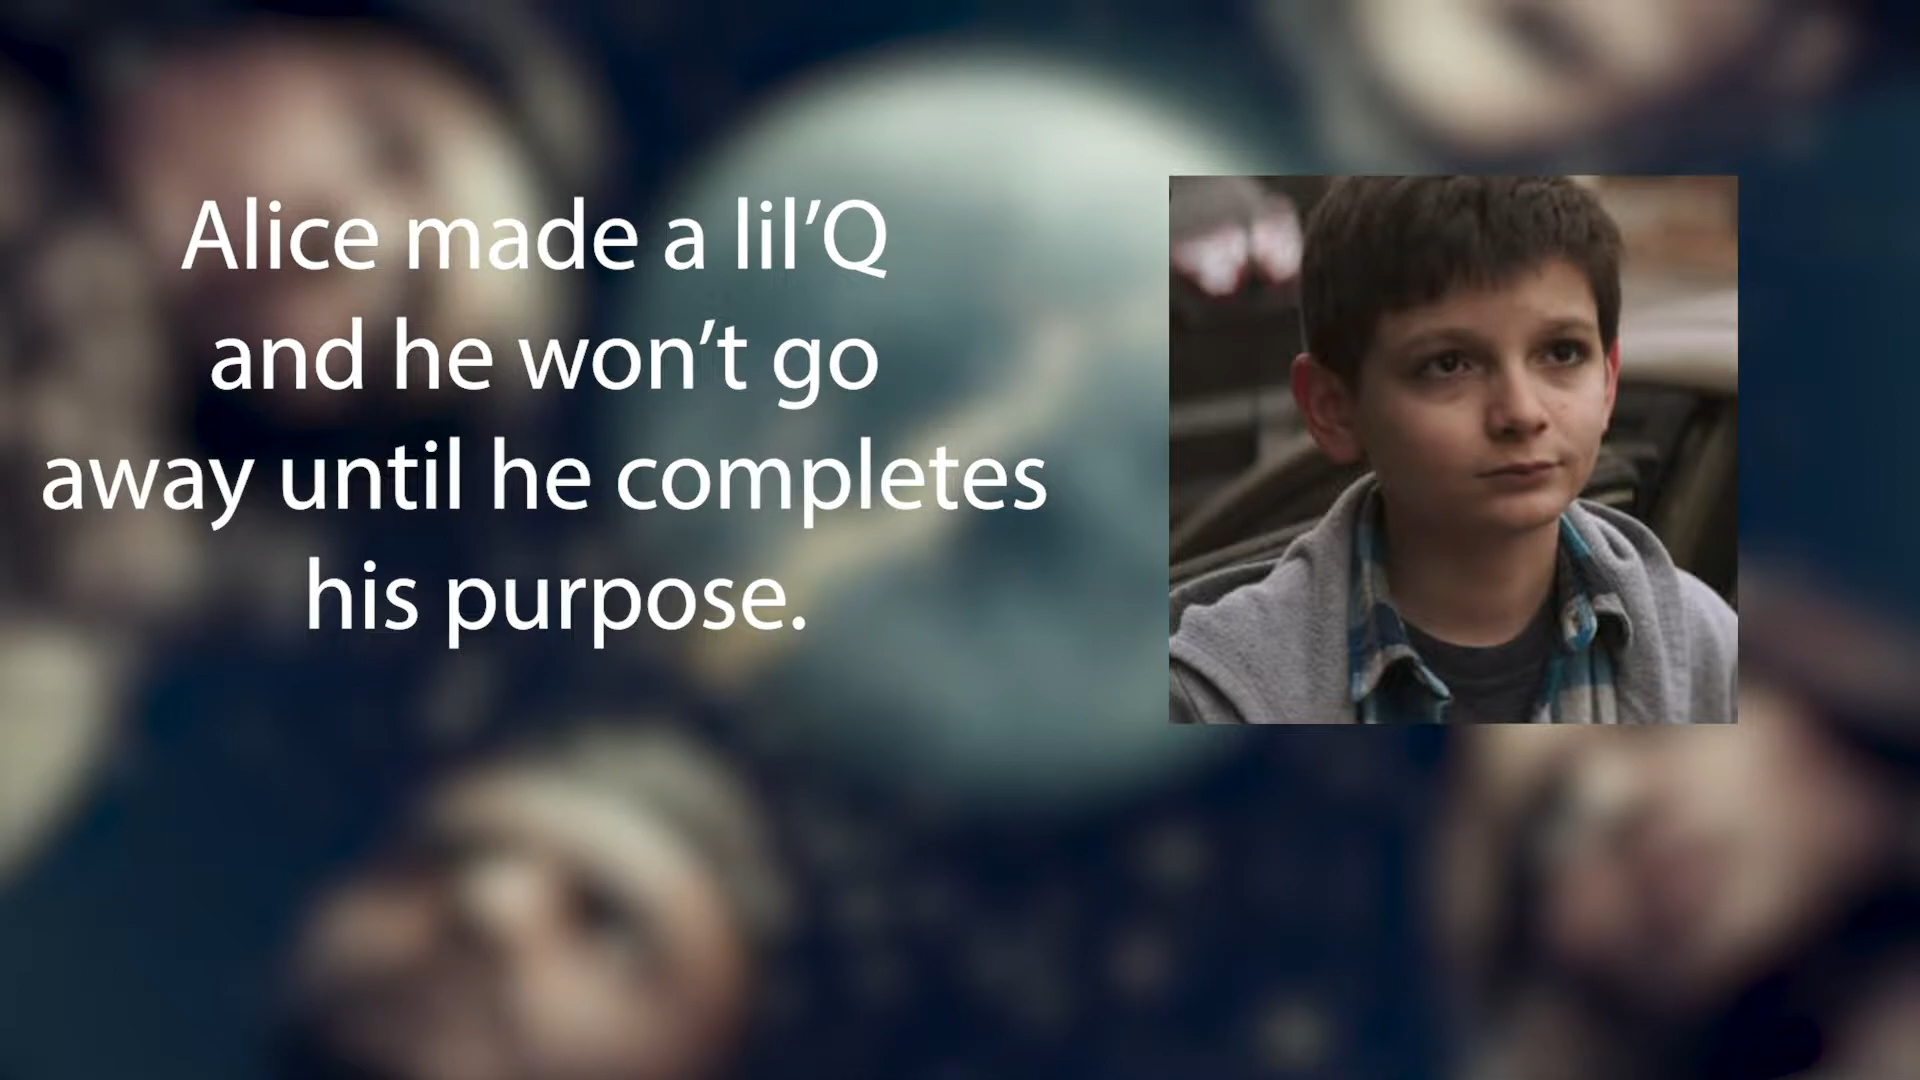 Alice made a lil’Q
and he won’t go
away until he completes
his purpose.